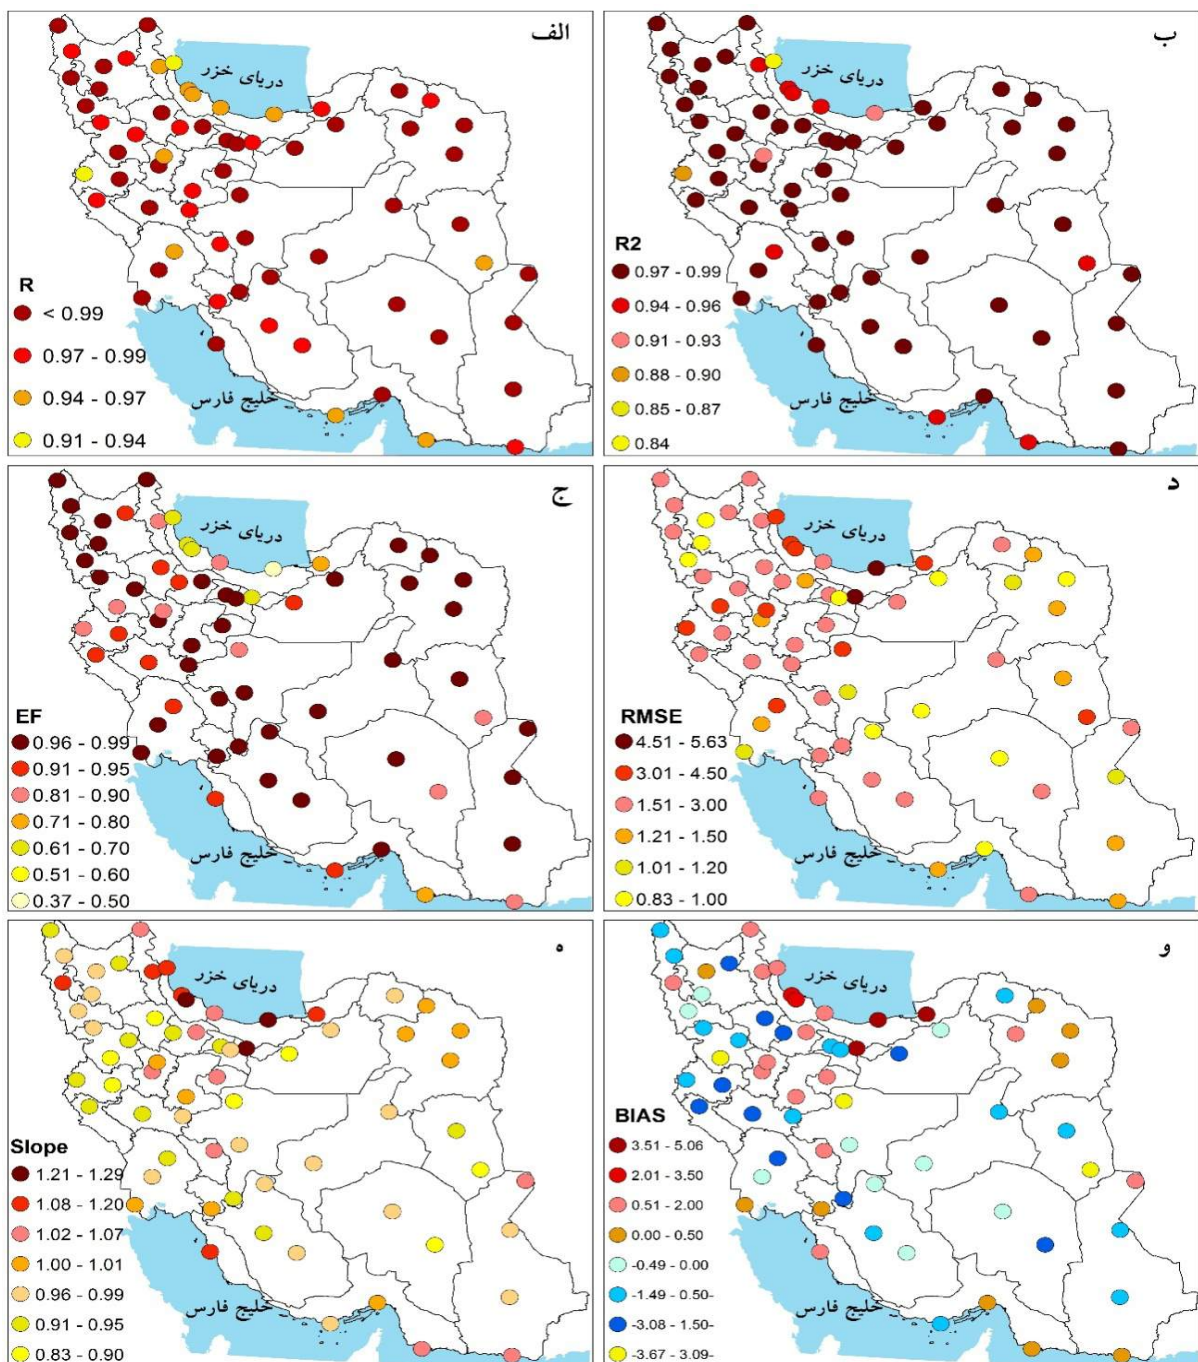 الف
دریای خزر
خلیج فارس
R
< 0.99
0.97 - 0.99
0.94 - 0.97
0.91 - 0.94
ب
دریای خزر
خلیج فارس
R2
0.97 - 0.99
0.94 - 0.96
0.91 - 0.93
0.88 - 0.90
0.85 - 0.87
0.84
ج
دریای خزر
خلیج فارس
EF
0.96 - 0.99
0.91 - 0.95
0.81 - 0.90
0.71 - 0.80
0.61 - 0.70
0.51 - 0.60
0.37 - 0.50
د
دریای خزر
خلیج فارس
RMSE
4.51 - 5.63
3.01 - 4.50
1.51 - 3.00
1.21 - 1.50
1.01 - 1.20
0.83 - 1.00
ه
دریای خزر
خلیج فارس
Slope
1.21 - 1.29
1.08 - 1.20
1.02 - 1.07
1.00 - 1.01
0.96 - 0.99
0.91 - 0.95
0.83 - 0.90
و
دریای خزر
خلیج فارس
BIAS
3.51 - 5.06
2.01 - 3.50
0.51 - 2.00
0.00 - 0.50
-0.49 - 0.00
-1.49 - 0.50-
-3.08 - 1.50-
-3.67 - 3.09-